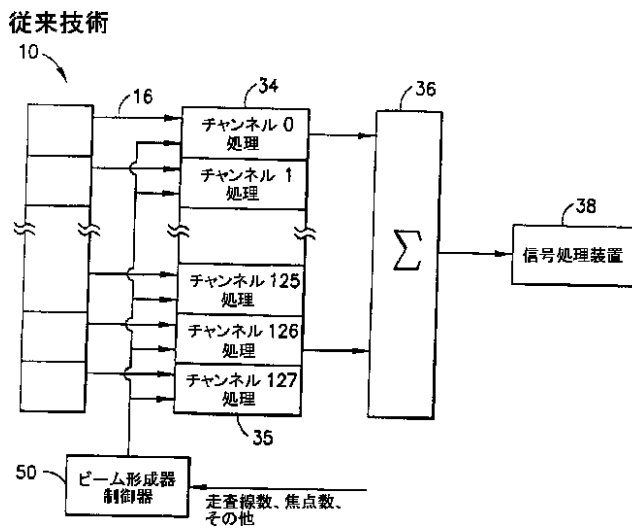 従来技術
10
16
34
36
チャンネル 0
処理
チャンネル 1
処理
38
Σ
信号処理装置
チャンネル 125
処理
チャンネル 126
処理
チャンネル 127
処理
35
50
ビーム形成器
制御器
走査線数、焦点数、
その他